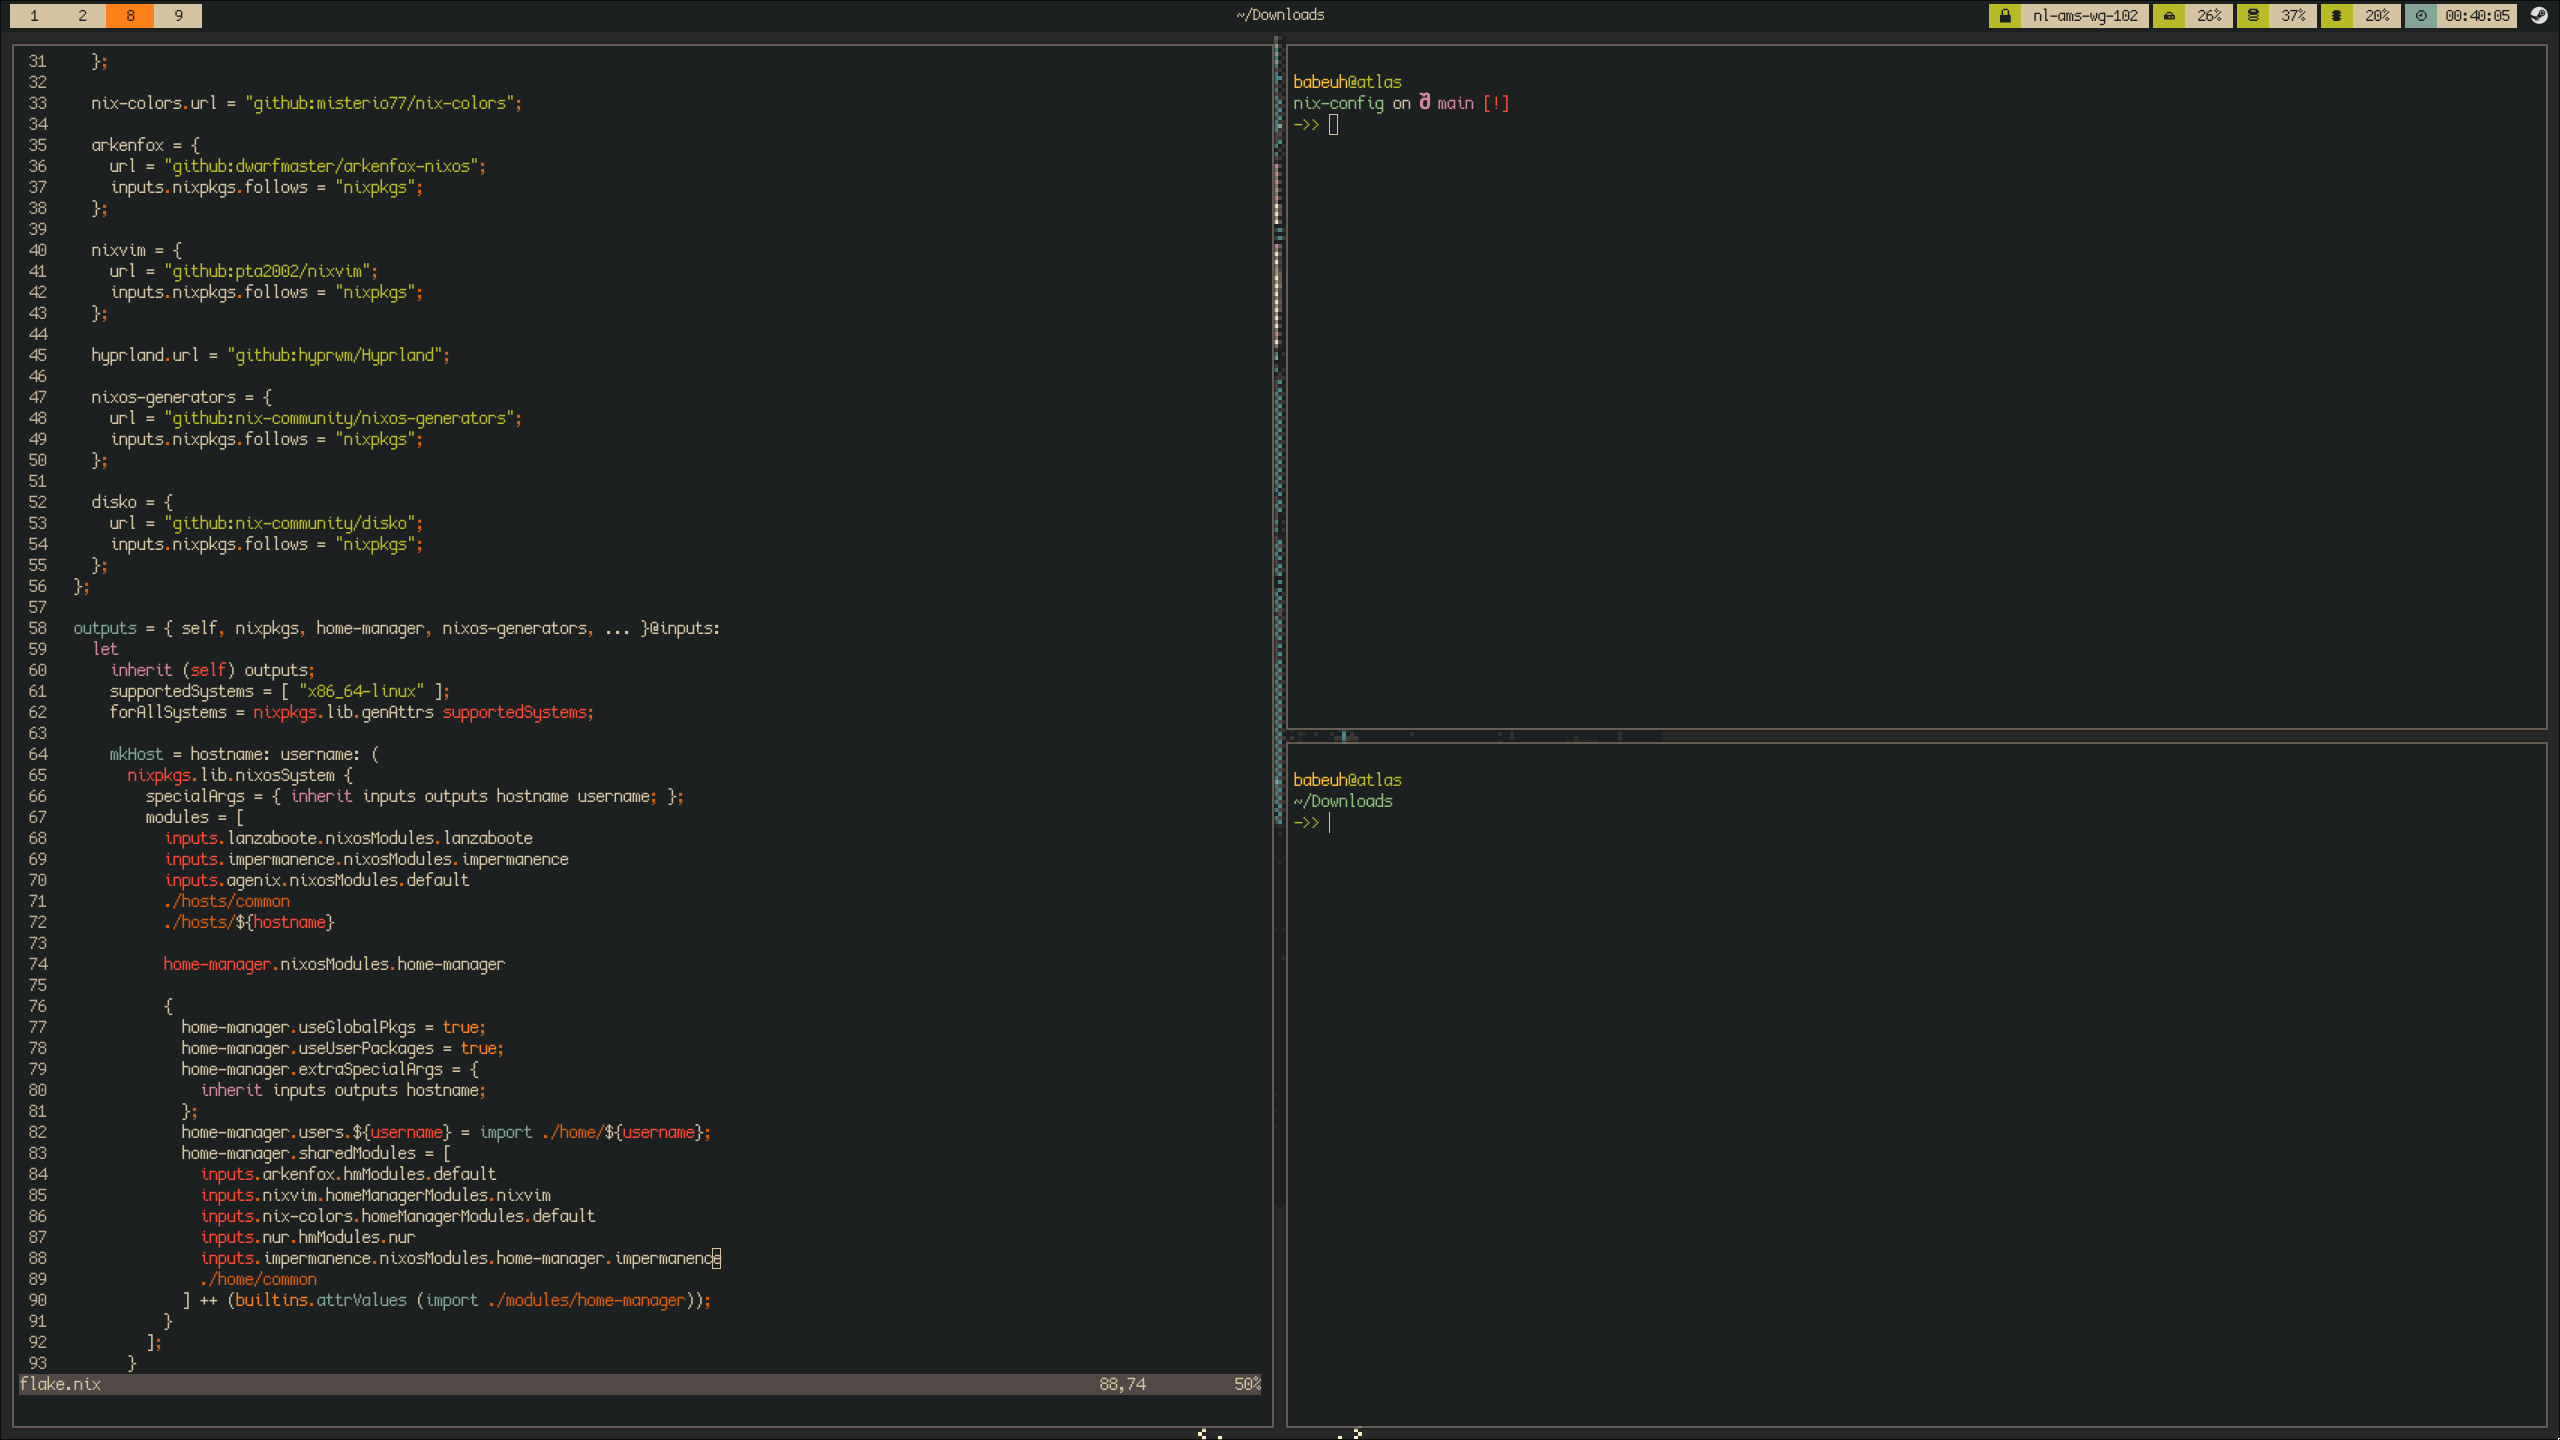 1 2 8 9
~/Downloads
nl-ams-wg-102 26% 37% 20% 00:40:05
31 };
32
33 nix-colors.url = "github:misterio77/nix-colors";
34
35 arkenfox = {
36 url = "github:dwarfmaster/arkenfox-nixos";
37 inputs.nixpkgs.follows = "nixpkgs";
38 };
39
40 nixvim = {
41 url = "github:pta2002/nixvim";
42 inputs.nixpkgs.follows = "nixpkgs";
43 };
44
45 hyprland.url = "github:hyprwm/Hyprland";
46
47 nixos-generators = {
48 url = "github:nix-community/nixos-generators";
49 inputs.nixpkgs.follows = "nixpkgs";
50 };
51
52 disko = {
53 url = "github:nix-community/disko";
54 inputs.nixpkgs.follows = "nixpkgs";
55 };
56 };
57
58 outputs = { self, nixpkgs, home-manager, nixos-generators, ... }@inputs:
59 let
60 inherit (self) outputs;
61 supportedSystems = [ "x86_64-linux" ];
62 forAllSystems = nixpkgs.lib.genAttrs supportedSystems;
63
64 mkHost = hostname: username: (
65 nixpkgs.lib.nixosSystem {
66 specialArgs = { inherit inputs outputs hostname username; };
67 modules = [
68 inputs.lanzaboote.nixosModules.lanzaboote
69 inputs.impermanence.nixosModules.impermanence
70 inputs.agenix.nixosModules.default
71 ./hosts/common
72 ./hosts/${hostname}
73
74 home-manager.nixosModules.home-manager
75
76 {
77 home-manager.useGlobalPkgs = true;
78 home-manager.useUserPackages = true;
79 home-manager.extraSpecialArgs = {
80 inherit inputs outputs hostname;
81 };
82 home-manager.users.${username} = import ./home/${username};
83 home-manager.sharedModules = [
84 inputs.arkenfox.hmModules.default
85 inputs.nixvim.homeManagerModules.nixvim
86 inputs.nix-colors.homeManagerModules.default
87 inputs.nur.hmModules.nur
88 inputs.impermanence.nixosModules.home-manager.impermanence
89 ./home/common
90 ] ++ (builtins.attrValues (import ./modules/home-manager));
91 }
92 ];
93 }
flake.nix 88,74 50%
babeuh@atlas
nix-config on main [!]
->>
babeuh@atlas
~/Downloads
->>